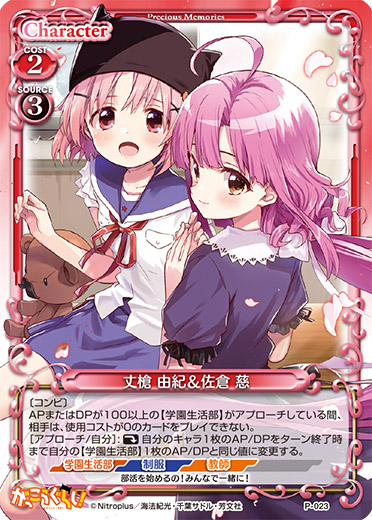 Precious Memories
Character
COST
2
SOURCE
3
丈槍 由紀&佐倉 慈
[コンビ]
APまたはDPが100以上の【学園生活部】がアプローチしている間、
相手は、使用コストが0のカードをプレイできない。
[アプローチ/自分]:自分のキャラ1枚のAP/DPをターン終了時
まで自分の【学園生活部】1枚のAP/DPと同じ値に変更する。
学園生活部 制服 教師
部活を始めるの!みんなで一緒に!
がっこうぐらし!
©Nitroplus/海法紀光・千葉サドル・芳文社
P-023